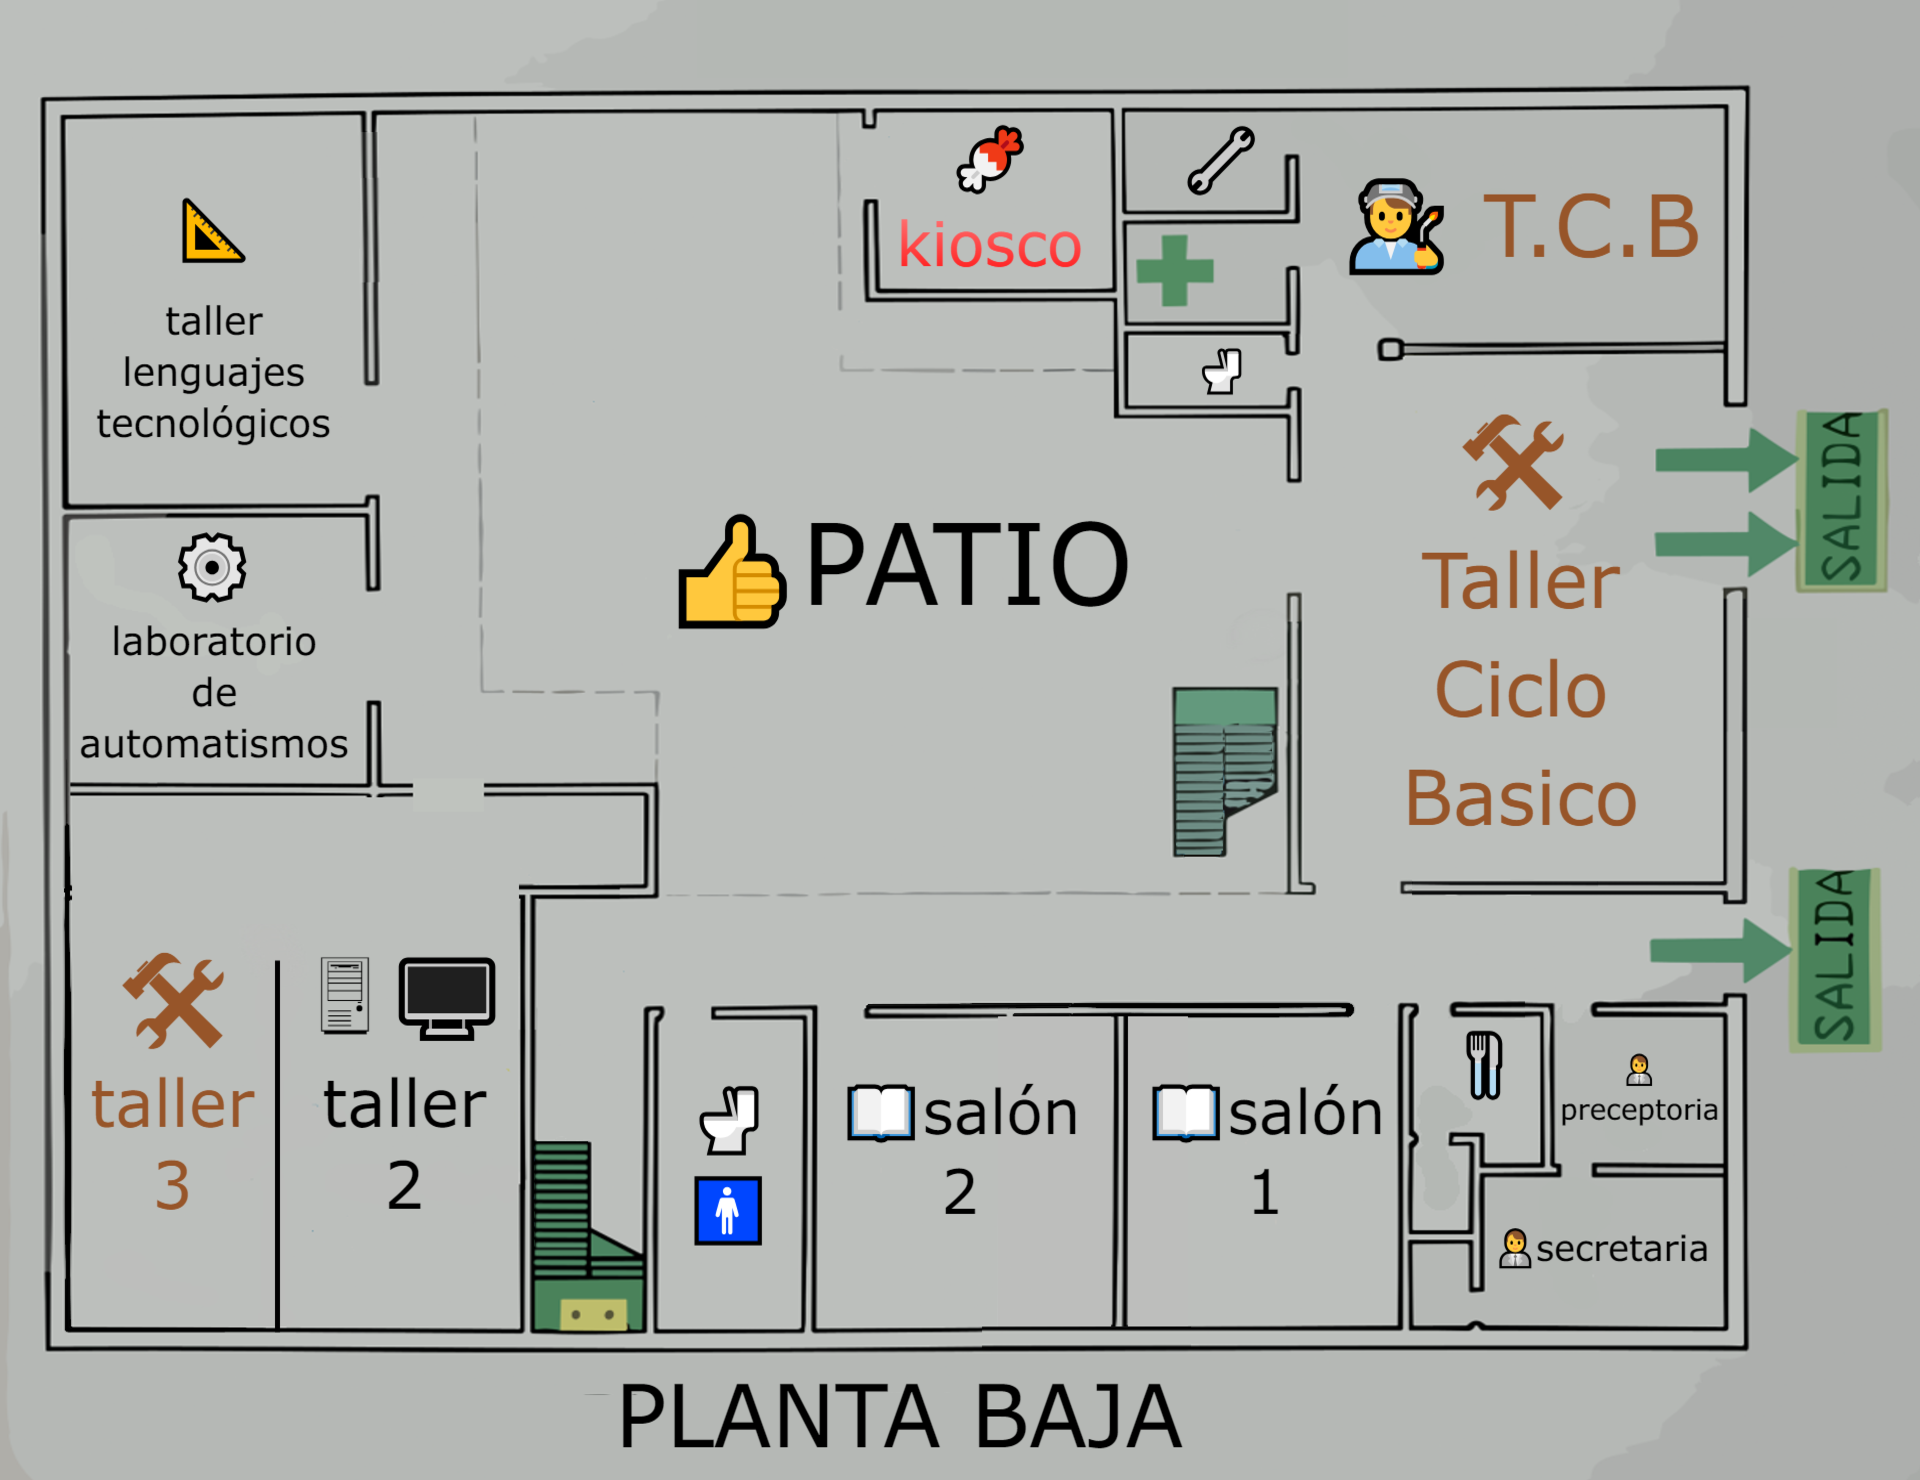 kiosco
T.C.B
taller
lenguajes
tecnológicos
SALIDA
PATIO
Taller
Ciclo
Basico
laboratorio
de
automatismos
SALIDA
taller
3
taller
2
salón
2
salón
1
preceptoria
secretaria
PLANTA BAJA